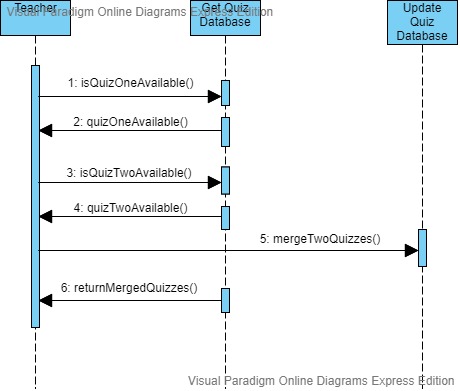 Visual Paradigm Online Diagrams Express Edition
Teacher
Get Quiz
Database
Update
Quiz
Database
1: isQuizOneAvailable()
2: quizOneAvailable()
3: isQuizTwoAvailable()
4: quizTwoAvailable()
5: mergeTwoQuizzes()
6: returnMergedQuizzes()
Visual Paradigm Online Diagrams Express Edition